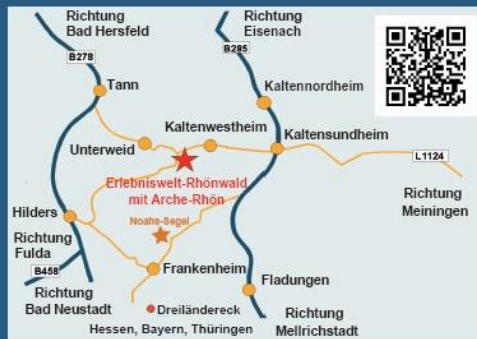 Richtung
Bad Hersfeld
B278
Richtung
Eisenach
B285
Tann
Kaltennordheim
Kaltenwestheim
Unterweid
Kaltensundheim
L1124
Erlebniswelt-Rhönwald
mit Arche-Rhön
Richtung
Meiningen
Hilders
Noahs-Segel
Richtung
Fulda
B458
Frankenheim
Richtung
Bad Neustadt
Fladungen
Dreiländereck
Hessen, Bayern, Thüringen
Richtung
Mellrichstadt